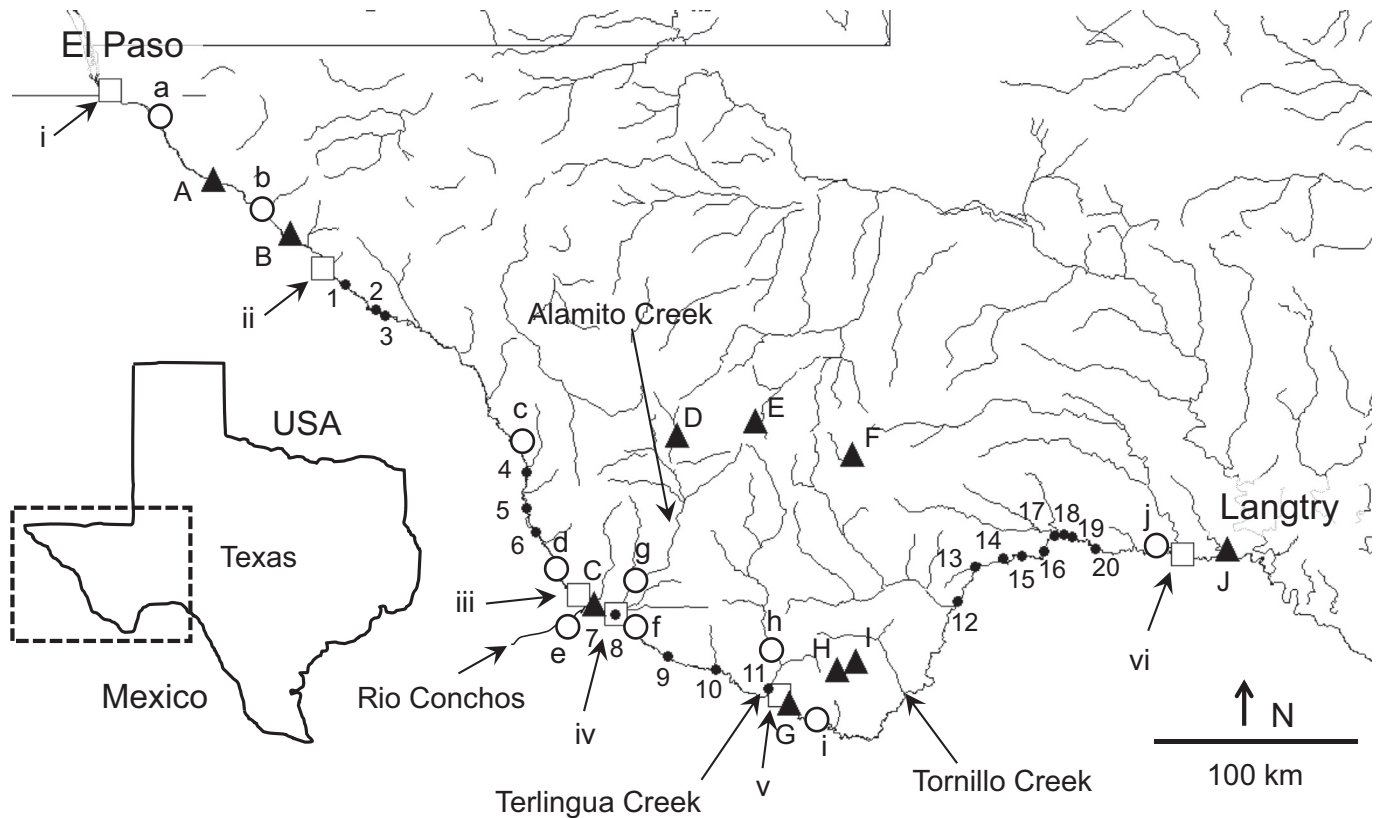 El Paso
a
i
A
b
B
ii
1
2
3
Alamito Creek
USA
Texas
Mexico
c
4
5
6
d
D
E
F
C
g
iii
e
7
8
f
iv
Rio Conchos
9
10
h
11
H
I
G
i
v
Terlingua Creek
Tornillo Creek
12
13
14
15
16
17
18
19
20
j
Langtry
J
vi
N
100 km